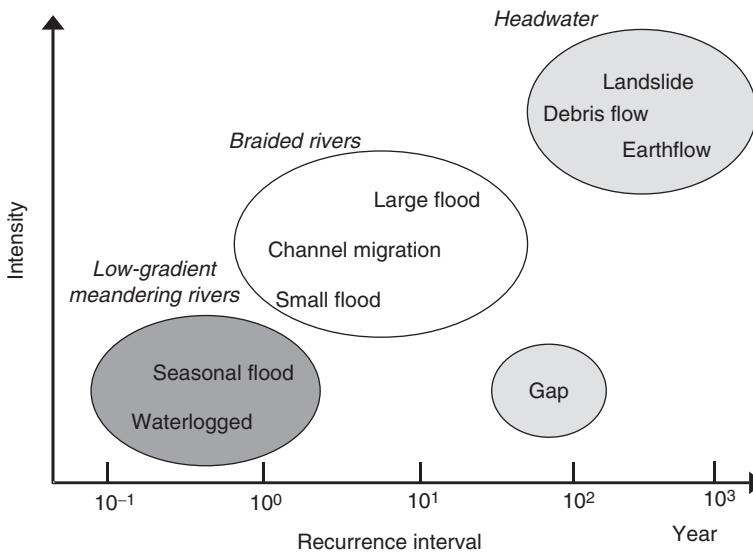 Headwater
Landslide
Debris flow
Earthflow
Braided rivers
Large flood
Channel migration
Small flood
Low-gradient
meandering rivers
Seasonal flood
Waterlogged
Gap
Intensity
10⁻¹ 10⁰ 10¹ 10² 10³
Recurrence interval Year